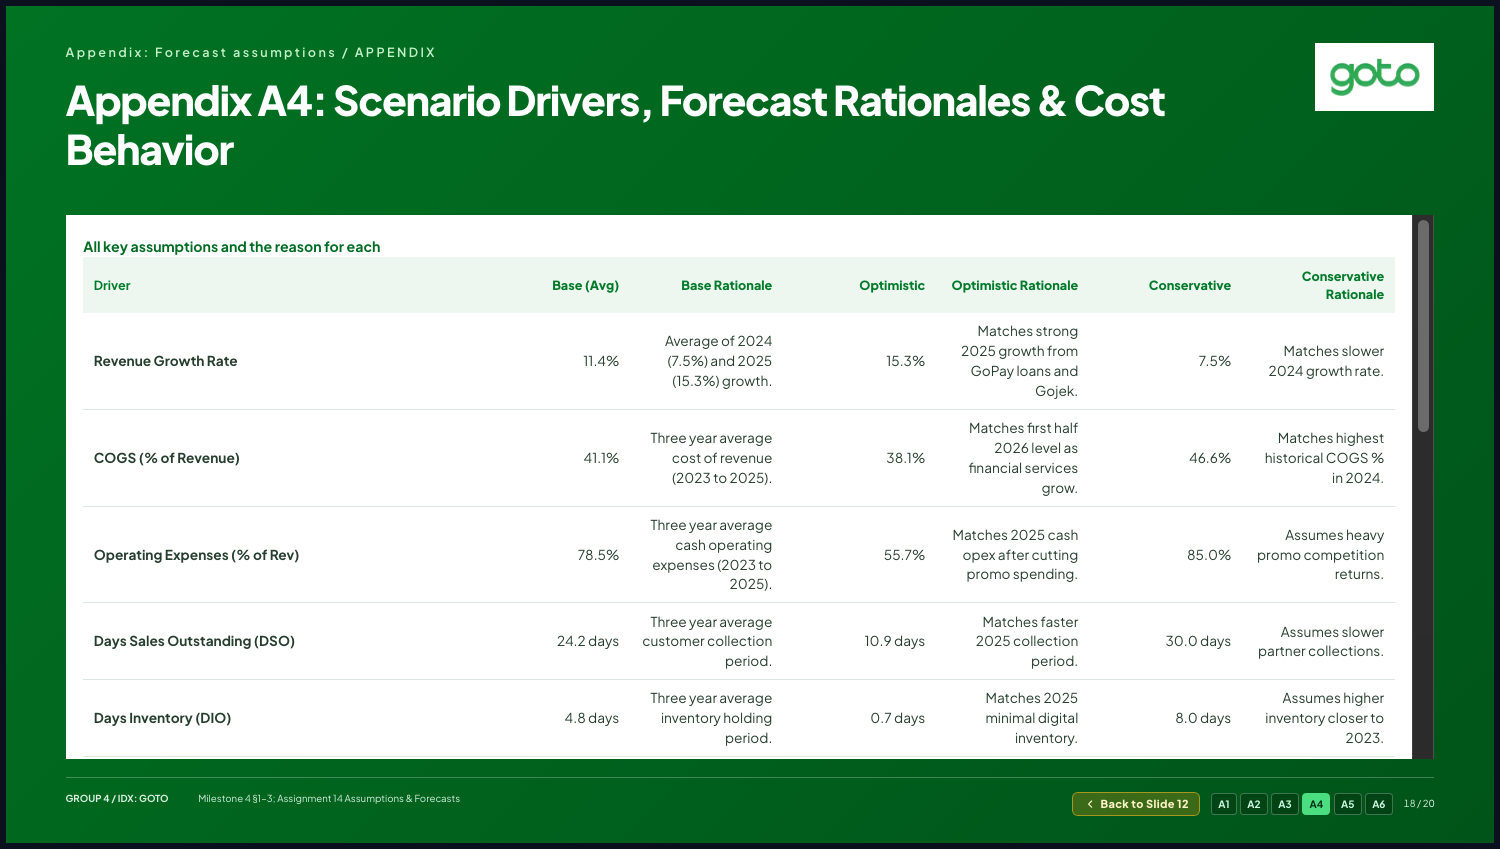 Appendix: Forecast assumptions / APPENDIX
goto
Appendix A4: Scenario Drivers, Forecast Rationales & Cost
Behavior
All key assumptions and the reason for each
Driver Base (Avg) Base Rationale Optimistic Optimistic Rationale Conservative Conservative
Rationale
Revenue Growth Rate 11.4% Average of 2024
(7.5%) and 2025
(15.3%) growth. 15.3% Matches strong
2025 growth from
GoPay loans and
Gojek. 7.5% Matches slower
2024 growth rate.
COGS (% of Revenue) 41.1% Three year average
cost of revenue
(2023 to 2025). 38.1% Matches first half
2026 level as
financial services
grow. 46.6% Matches highest
historical COGS %
in 2024.
Operating Expenses (% of Rev) 78.5% Three year average
cash operating
expenses (2023 to
2025). 55.7% Matches 2025 cash
opex after cutting
promo spending. 85.0% Assumes heavy
promo competition
returns.
Days Sales Outstanding (DSO) 24.2 days Three year average
customer collection
period. 10.9 days Matches faster
2025 collection
period. 30.0 days Assumes slower
partner collections.
Days Inventory (DIO) 4.8 days Three year average
inventory holding
period. 0.7 days Matches 2025
minimal digital
inventory. 8.0 days Assumes higher
inventory closer to
2023.
GROUP 4 / IDX: GOTO Milestone 4 §1–3; Assignment 14 Assumptions & Forecasts Back to Slide 12 A1 A2 A3 A4 A5 A6 18 / 20